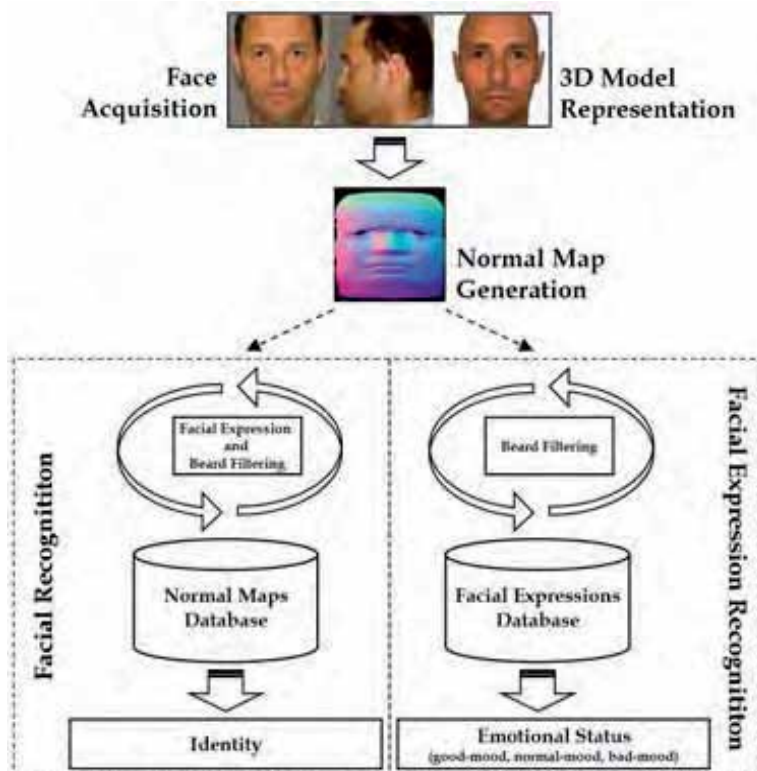 Face
Acquisition
3D Model
Representation
Normal Map
Generation
Facial Recognititon
Facial Expression
and
Beard Filtering
Normal Maps
Database
Identity
Beard Filtering
Facial Expressions
Database
Emotional Status
(good-mood, normal-mood, bad-mood)
Facial Expression Recognititon